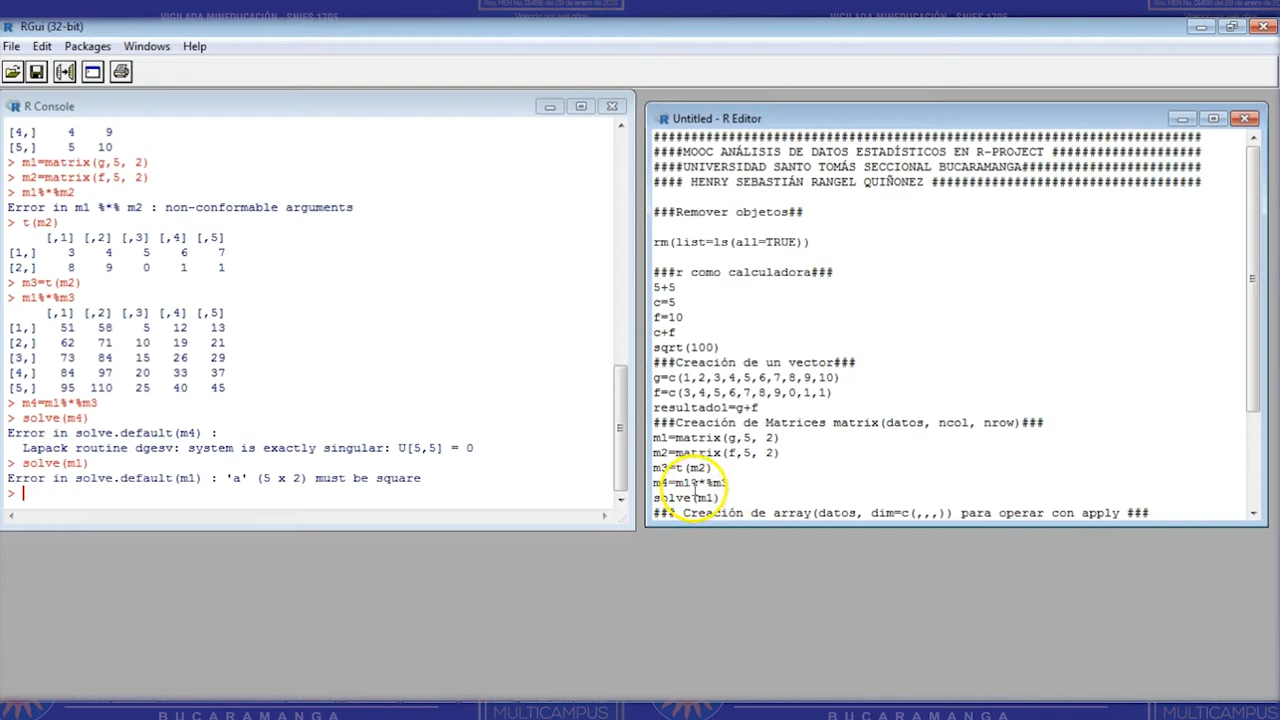 VIGILADA MINEDUCACIÓN - SNIES 1705
RGui (32-bit)
File Edit Packages Windows Help
R Console
[4,] 4 9
[5,] 5 10
> m1=matrix(g,5, 2)
> m2=matrix(f,5, 2)
> m1%*%m2
Error in m1 %*% m2 : non-conformable arguments
> t(m2)
[,1] [,2] [,3] [,4] [,5]
[1,] 3 4 5 6 7
[2,] 8 9 0 1 1
> m3=t(m2)
> m1%*%m3
[,1] [,2] [,3] [,4] [,5]
[1,] 51 58 5 12 13
[2,] 62 71 10 19 21
[3,] 73 84 15 26 29
[4,] 84 97 20 33 37
[5,] 95 110 25 40 45
> m4=m1%*%m3
> solve(m4)
Error in solve.default(m4) :
Lapack routine dgesv: system is exactly singular: U[5,5] = 0
> solve(m1)
Error in solve.default(m1) : 'a' (5 x 2) must be square
>
Untitled - R Editor
##########################################################################
####MOOC ANÁLISIS DE DATOS ESTADÍSTICOS EN R-PROJECT #####################
####UNIVERSIDAD SANTO TOMÁS SECCIONAL BUCARAMANGA########################
#### HENRY SEBASTIÁN RANGEL QUIÑONEZ ####################################
###Remover objetos##
rm(list=ls(all=TRUE))
###r como calculadora###
5+5
c=5
f=10
c+f
sqrt(100)
###Creación de un vector###
g=c(1,2,3,4,5,6,7,8,9,10)
f=c(3,4,5,6,7,8,9,0,1,1)
resultado1=g+f
###Creación de Matrices matrix(datos, ncol, nrow)###
m1=matrix(g,5, 2)
m2=matrix(f,5, 2)
m3=t(m2)
m4=m1%*%m3
solve(m1)
### Creación de array(datos, dim=c(,,,)) para operar con apply ###
BUCARAMANGA
MULTICAMPUS
BUCARAMANGA
MULTICAMPUS